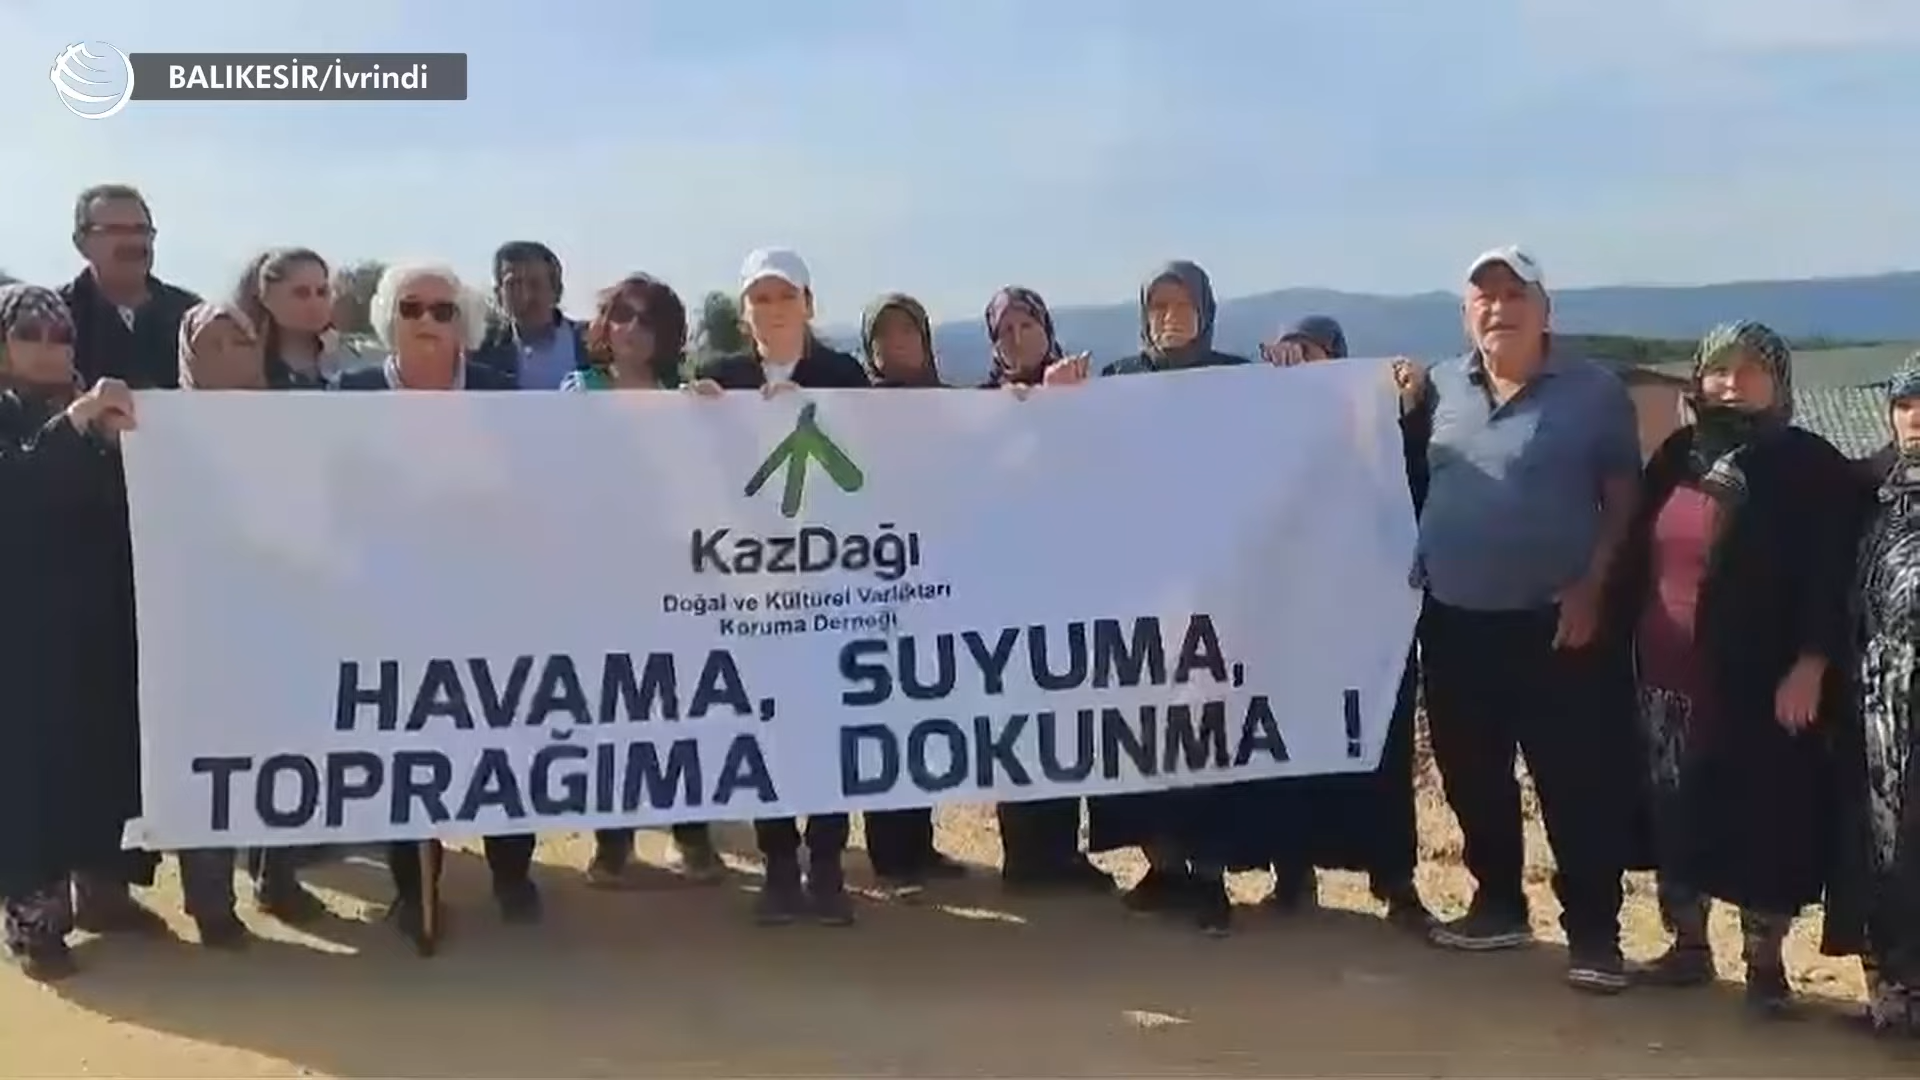 BALIKESİR/İvrindi
KazDağı
Doğal ve Kültürel Varlıkları
Koruma Derneği
HAVAMA, SUYUMA,
TOPRAĞIMA DOKUNMA !